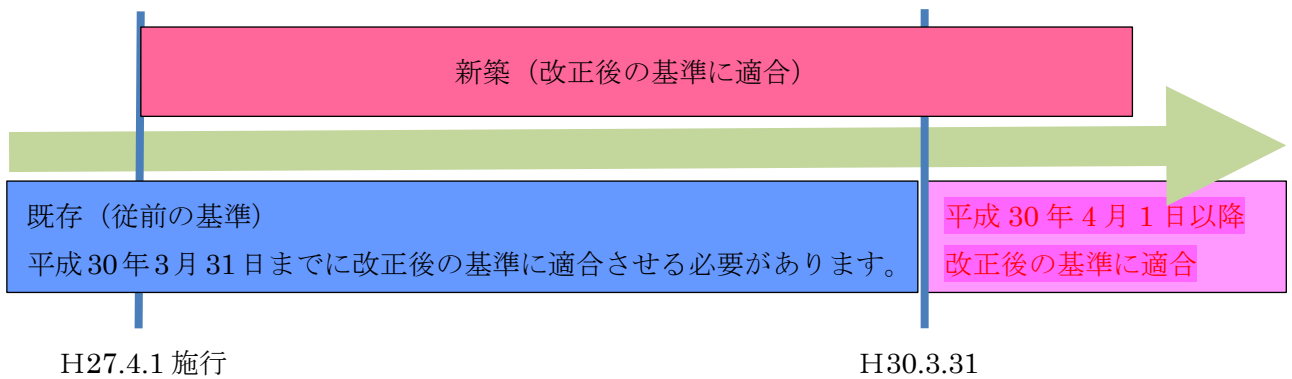 新築（改正後の基準に適合）
既存（従前の基準）
平成30年3月31日までに改正後の基準に適合させる必要があります。
平成 30 年 4 月 1 日以降
改正後の基準に適合
H27.4.1 施行
H30.3.31